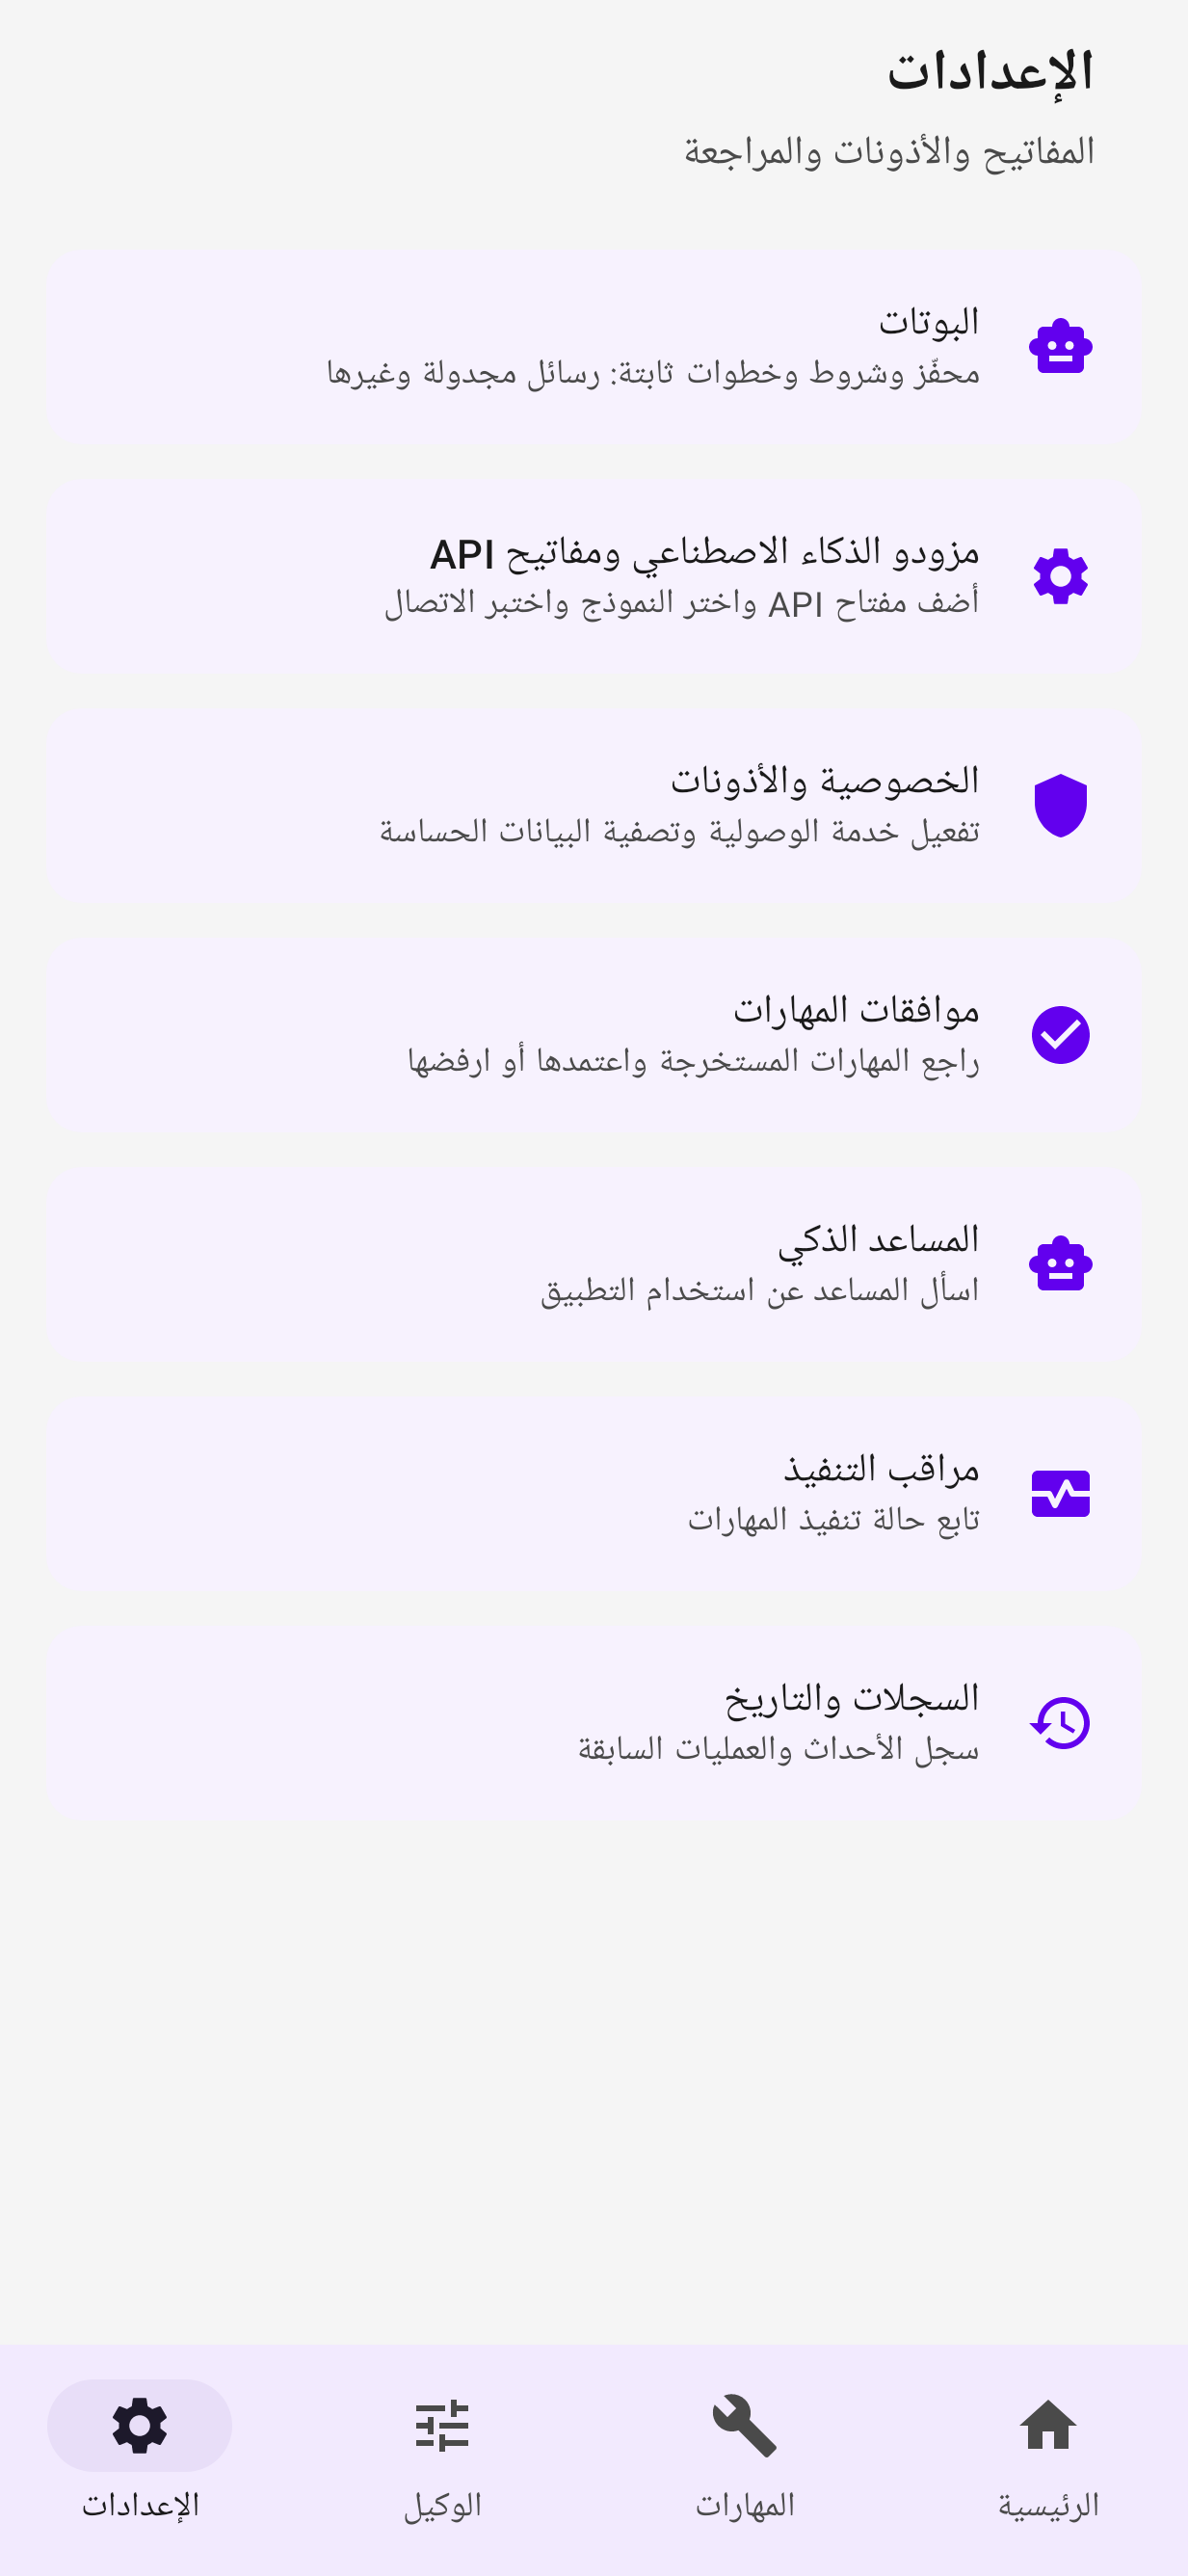 الإعدادات
المفاتيح والأذونات والمراجعة
البوتات
محفّز وشروط وخطوات ثابتة: رسائل مجدولة وغيرها
مزودو الذكاء الاصطناعي ومفاتيح API
أضف مفتاح API واختر النموذج واختبر الاتصال
الخصوصية والأذونات
تفعيل خدمة الوصولية وتصفية البيانات الحساسة
موافقات المهارات
راجع المهارات المستخرجة واعتمدها أو ارفضها
المساعد الذكي
اسأل المساعد عن استخدام التطبيق
مراقب التنفيذ
تابع حالة تنفيذ المهارات
السجلات والتاريخ
سجل الأحداث والعمليات السابقة
الرئيسية
المهارات
الوكيل
الإعدادات